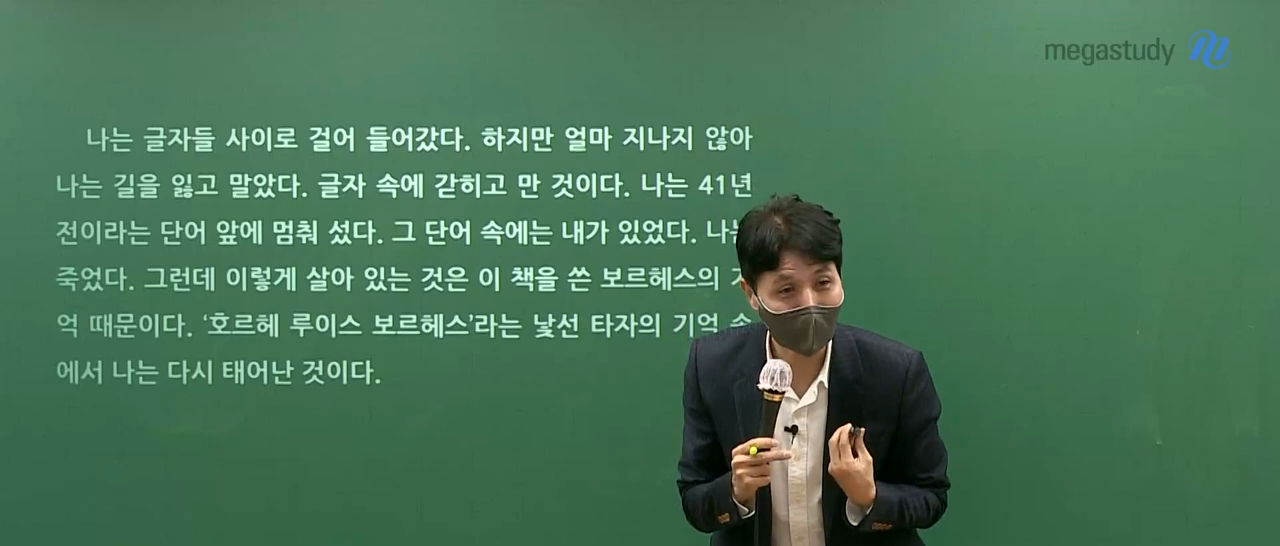 megastudy
나는 글자들 사이로 걸어 들어갔다. 하지만 얼마 지나지 않아
나는 길을 잃고 말았다. 글자 속에 갇히고 만 것이다. 나는 41년
전이라는 단어 앞에 멈춰 섰다. 그 단어 속에는 내가 있었다.
죽었다. 그런데 이렇게 살아 있는 것은 이 책을 쓴 보르헤스의
억 때문이다. ‘호르헤 루이스 보르헤스’라는 낯선 타자의 기억
에서 나는 다시 태어난 것이다.